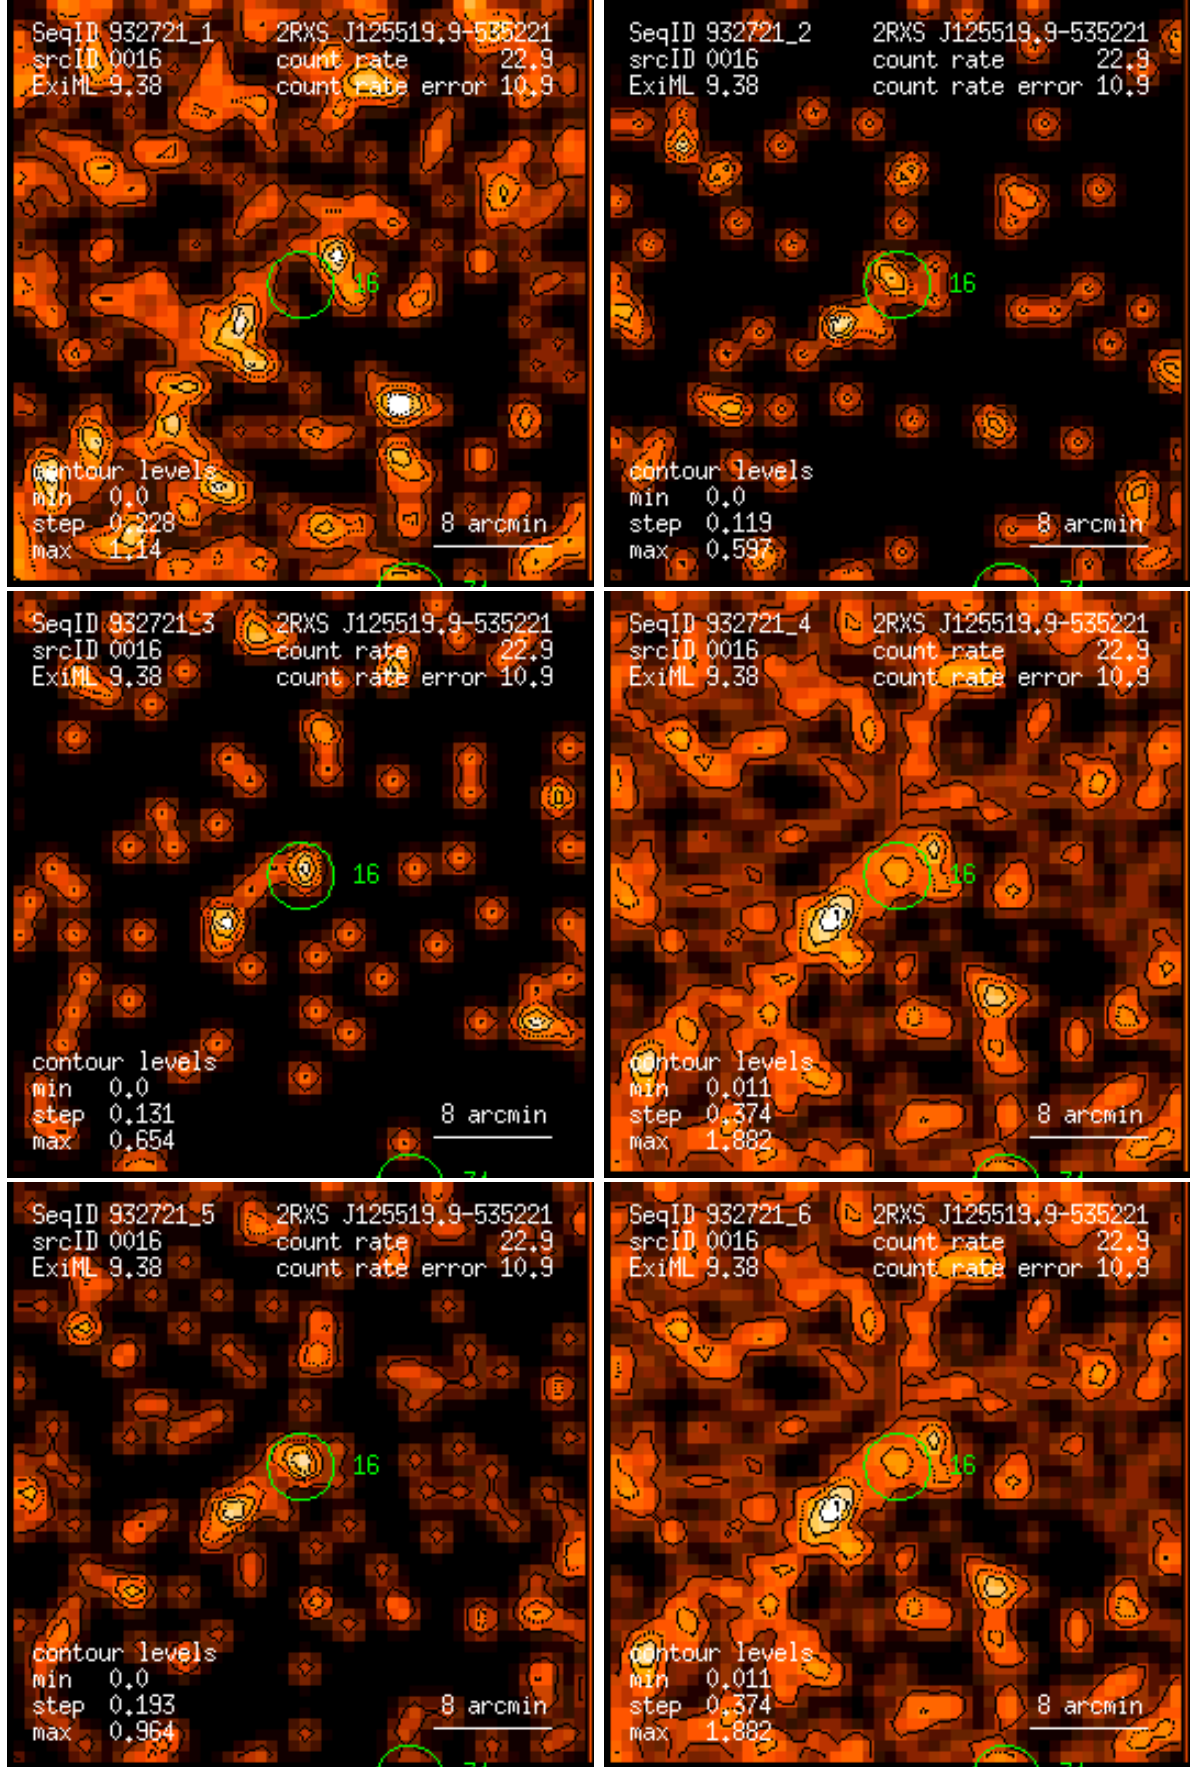 SeqID 932721_1 2RXS J125519.9-535221
srcID 0016 count rate 22.9
ExiML 9.38 count rate error 10.9
16
contour levels
min 0.0
step 0.228 8 arcmin
max 1.14
SeqID 932721_2 2RXS J125519.9-535221
srcID 0016 count rate 22.9
ExiML 9.38 count rate error 10.9
16
contour levels
min 0.0
step 0.119 8 arcmin
max 0.597
SeqID 932721_3 2RXS J125519.9-535221
srcID 0016 count rate 22.9
ExiML 9.38 count rate error 10.9
16
contour levels
min 0.0
step 0.131 8 arcmin
max 0.654
SeqID 932721_4 2RXS J125519.9-535221
srcID 0016 count rate 22.9
ExiML 9.38 count rate error 10.9
16
contour levels
min 0.011
step 0.374 8 arcmin
max 1.882
SeqID 932721_5 2RXS J125519.9-535221
srcID 0016 count rate 22.9
ExiML 9.38 count rate error 10.9
16
contour levels
min 0.0
step 0.193 8 arcmin
max 0.964
SeqID 932721_6 2RXS J125519.9-535221
srcID 0016 count rate 22.9
ExiML 9.38 count rate error 10.9
16
contour levels
min 0.011
step 0.374 8 arcmin
max 1.882